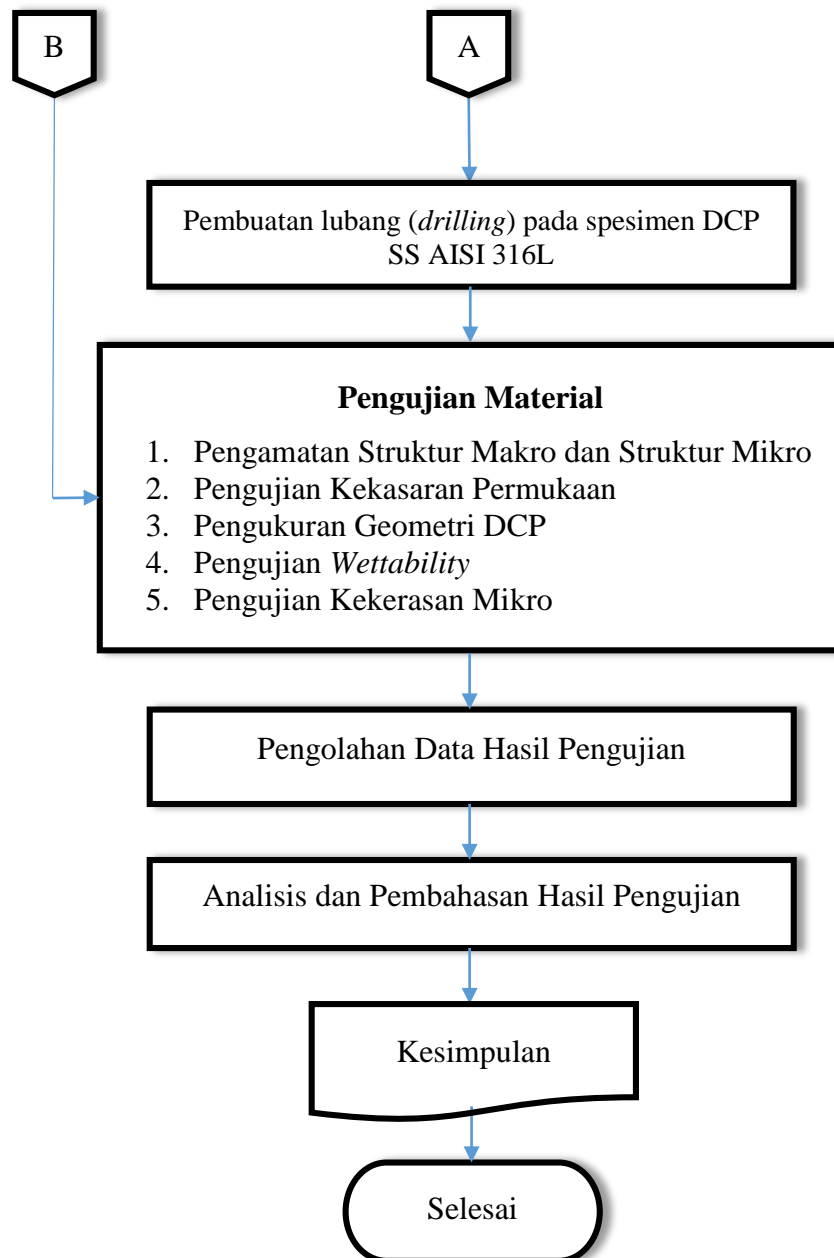 B
A
Pembuatan lubang (drilling) pada spesimen DCP
SS AISI 316L
Pengujian Material
1. Pengamatan Struktur Makro dan Struktur Mikro
2. Pengujian Kekasaran Permukaan
3. Pengukuran Geometri DCP
4. Pengujian Wettability
5. Pengujian Kekerasan Mikro
Pengolahan Data Hasil Pengujian
Analisis dan Pembahasan Hasil Pengujian
Kesimpulan
Selesai